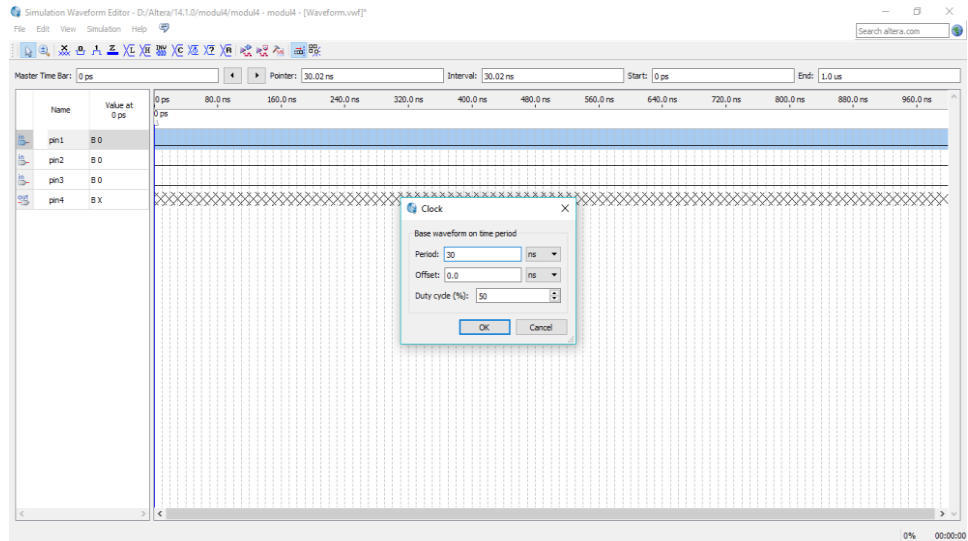 Simulation Waveform Editor - D:/Altera/14.1.0/modul4/modul4 - modul4 - [Waveform.vwf]*
File Edit View Simulation Help
Search altera.com
Master Time Bar: 0 ps Pointer: 30.02 ns Interval: 30.02 ns Start: 0 ps End: 1.0 us
Name Value at 0 ps
0 ps 80.0 ns 160.0 ns 240.0 ns 320.0 ns 400.0 ns 480.0 ns 560.0 ns 640.0 ns 720.0 ns 800.0 ns 880.0 ns 960.0 ns
0 ps
in pin1 B 0
in pin2 B 0
in pin3 B 0
out pin4 B X
Clock
Base waveform on time period
Period: 30 ns
Offset: 0.0 ns
Duty cycle (%): 50
OK Cancel
0% 00:00:00